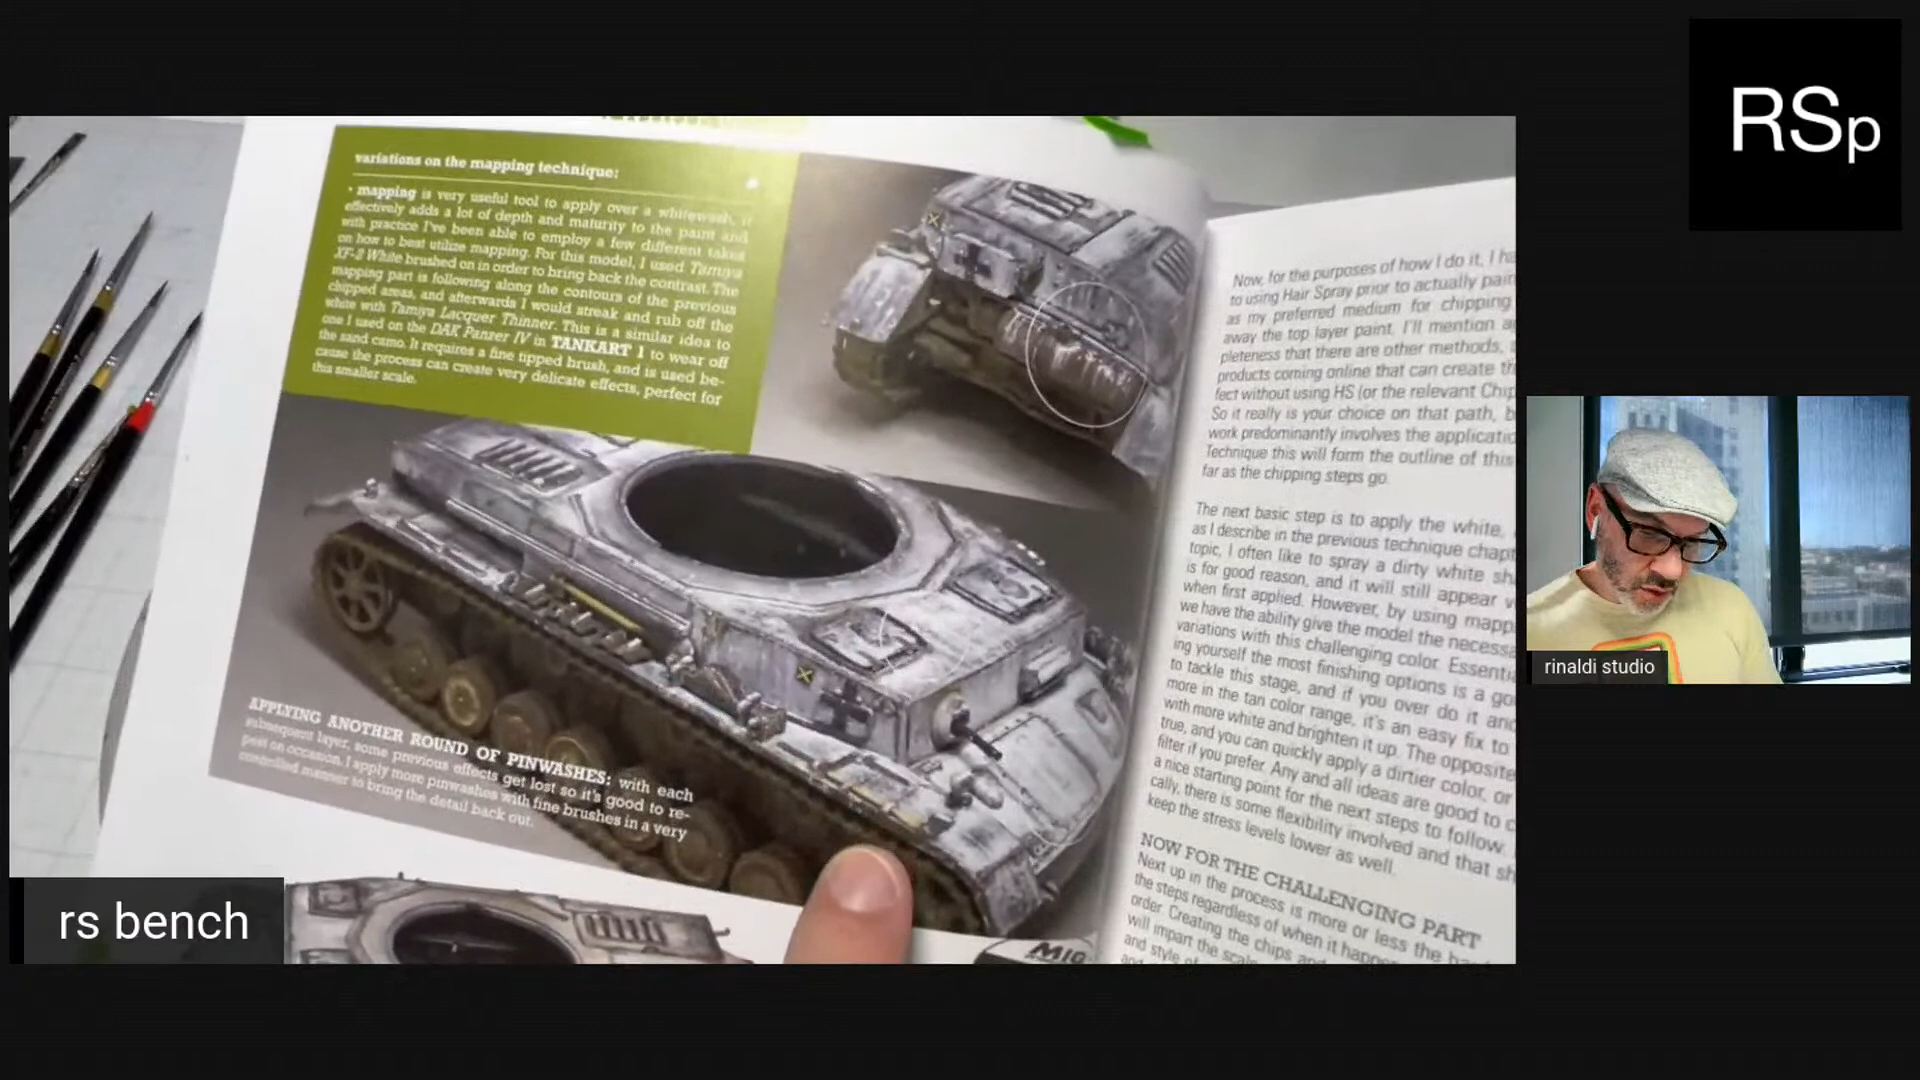 RSp
variations on the mapping technique:
• mapping is very useful tool to apply over a whitewash, it
effectively adds a lot of depth and maturity to the paint and
with practice I've been able to employ a few different takes
on how to best utilize mapping. For this model, I used Tamiya
XF-2 White brushed on in order to bring back the contrast. The
mapping part is following along the contours of the previous
chipped areas, and afterwards I would streak and rub off the
white with Tamiya Lacquer Thinner. This is a similar idea to
one I used on the DAK Panzer IV in TANKART 1 to wear off
the sand camo. It requires a fine tipped brush, and is used be-
cause the process can create very delicate effects, perfect for
this smaller scale.
APPLYING ANOTHER ROUND OF PINWASHES: with each
subsequent layer, some previous effects get lost so it's good to re-
peat on occasion. I apply more pinwashes with fine brushes in a very
controlled manner to bring the detail back out.
MIG
Now, for the purposes of how I do it, I
to using Hair Spray prior to actually
as my preferred medium for chipping
away the top layer paint. I'll mention
pleteness that there are other methods,
products coming online that can create
fect without using HS (or the relevant
So it really is your choice on that path,
work predominantly involves the
Technique this will form the outline of this
far as the chipping steps go.
The next basic step is to apply the white,
as I describe in the previous technique
topic, I often like to spray a dirty white
is for good reason, and it will still appear
when first applied. However, by using
we have the ability give the model the
variations with this challenging color.
ing yourself the most finishing options is a
to tackle this stage, and if you over do it
more in the tan color range, it's an easy fix to
with more white and brighten it up. The opposite
true, and you can quickly apply a dirtier color, or
filter if you prefer. Any and all ideas are good to
a nice starting point for the next steps to follow.
cally, there is some flexibility involved and that
keep the stress levels lower as well.
NOW FOR THE CHALLENGING PART
Next up in the process is more or less the
the steps regardless of when it
order. Creating the chips and
will impart the
and style of
rinaldi studio
rs bench